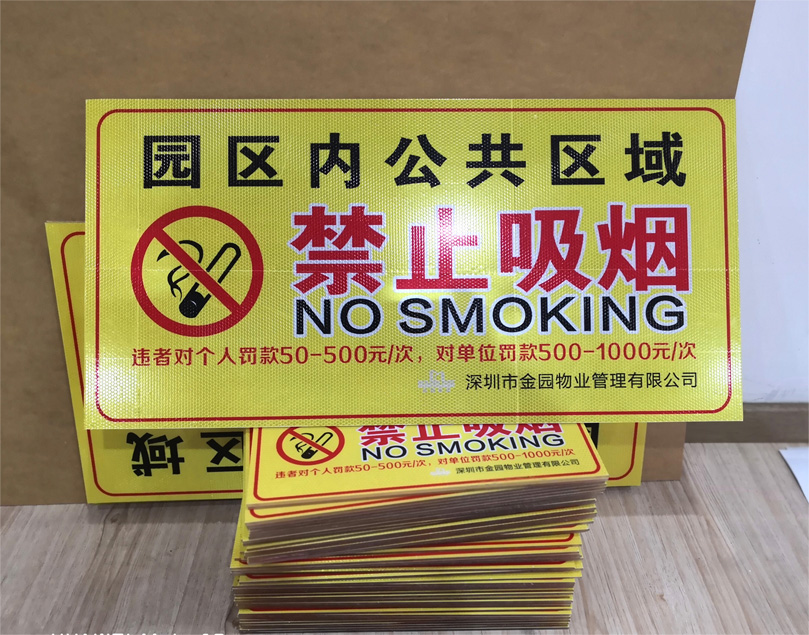 园区内公共区域
禁止吸烟
NO SMOKING
违者对个人罚款50-500元/次，对单位罚款500-1000元/次
深圳市金园物业管理有限公司
禁止吸烟
NO SMOKING
违者对个人罚款50-500元/次，对单位罚款500-1000元/次
深圳市金园物业管理有限公司
区域